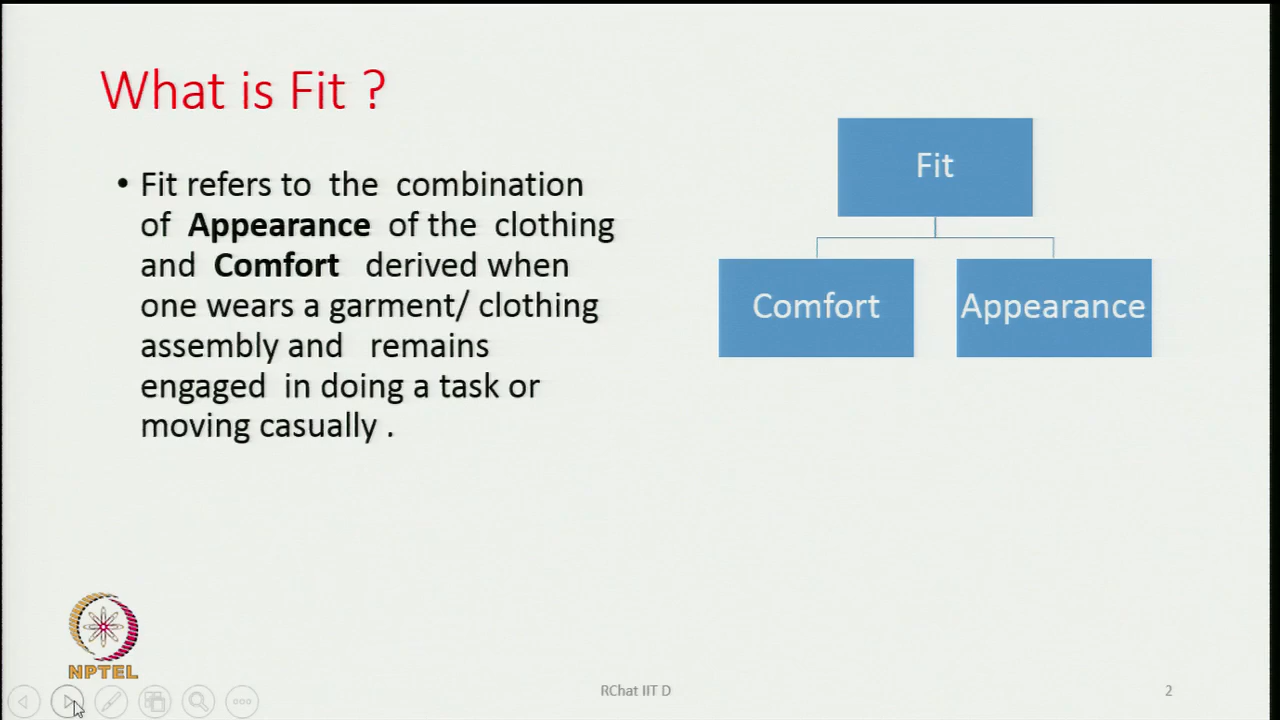 What is Fit ?
• Fit refers to the combination
of Appearance of the clothing
and Comfort derived when
one wears a garment/ clothing
assembly and remains
engaged in doing a task or
moving casually .
Fit
Comfort
Appearance
NPTEL
RChat IIT D
2